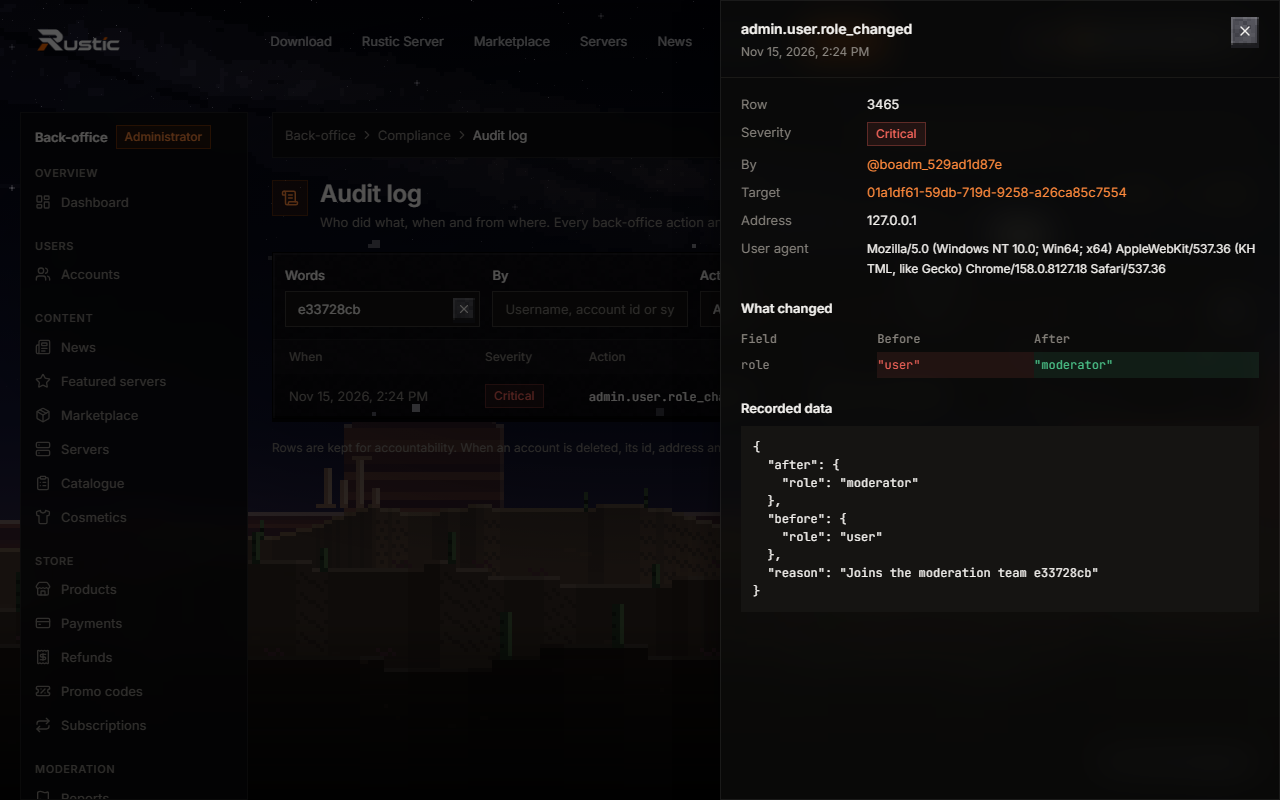 Rustic
Download
Rustic Server
Marketplace
Servers
News
Back-office
Administrator
OVERVIEW
Dashboard
USERS
Accounts
CONTENT
News
Featured servers
Marketplace
Servers
Catalogue
Cosmetics
STORE
Products
Payments
Refunds
Promo codes
Subscriptions
MODERATION
Reports
Back-office > Compliance > Audit log
Audit log
Who did what, when and from where. Every back-office action
Words
By
e33728cb
Username, account id or sy
When
Severity
Action
Nov 15, 2026, 2:24 PM
Critical
admin.user.role_cha
Rows are kept for accountability. When an account is deleted, its id, address
admin.user.role_changed
Nov 15, 2026, 2:24 PM
Row 3465
Severity Critical
By @boadm_529ad1d87e
Target 01a1df61-59db-719d-9258-a26ca85c7554
Address 127.0.0.1
User agent Mozilla/5.0 (Windows NT 10.0; Win64; x64) AppleWebKit/537.36 (KH
TML, like Gecko) Chrome/158.0.8127.18 Safari/537.36
What changed
Field Before After
role "user" "moderator"
Recorded data
{
"after": {
"role": "moderator"
},
"before": {
"role": "user"
},
"reason": "Joins the moderation team e33728cb"
}